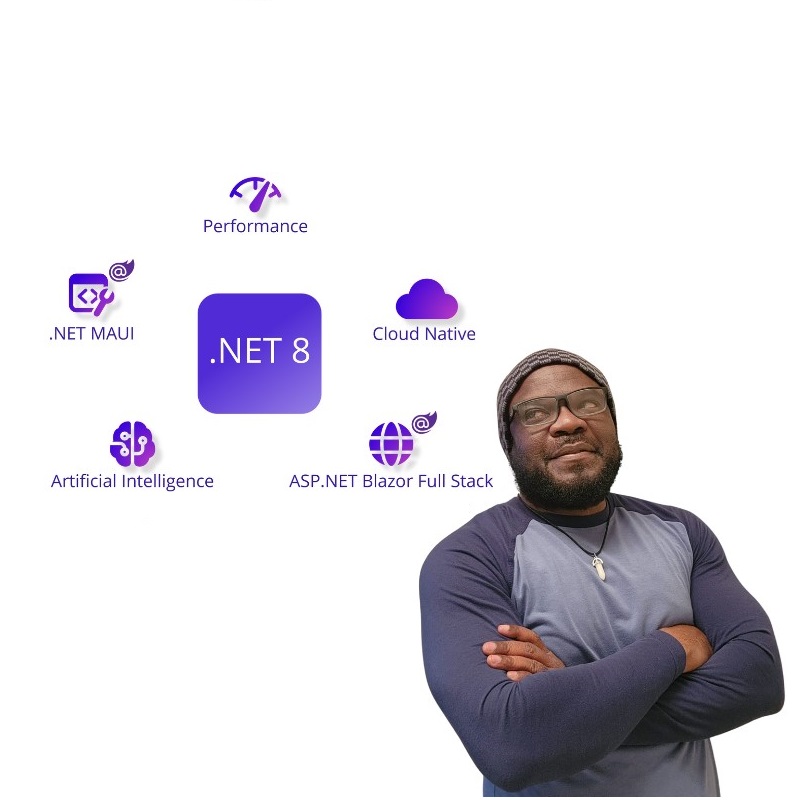 Performance
.NET MAUI
Cloud Native
.NET 8
Artificial Intelligence
ASP.NET Blazor Full Stack